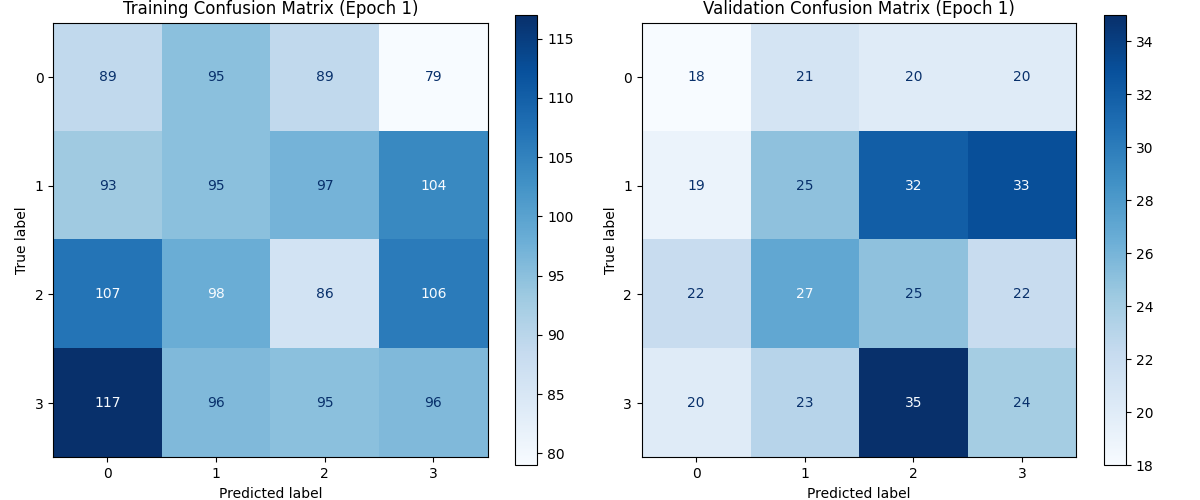 Training Confusion Matrix (Epoch 1)
Validation Confusion Matrix (Epoch 1)
True label
0
1
2
3
89 95 89 79
93 95 97 104
107 98 86 106
117 96 95 96
0 1 2 3
Predicted label
115
110
105
100
95
90
85
80
True label
0
1
2
3
18 21 20 20
19 25 32 33
22 27 25 22
20 23 35 24
0 1 2 3
Predicted label
34
32
30
28
26
24
22
20
18